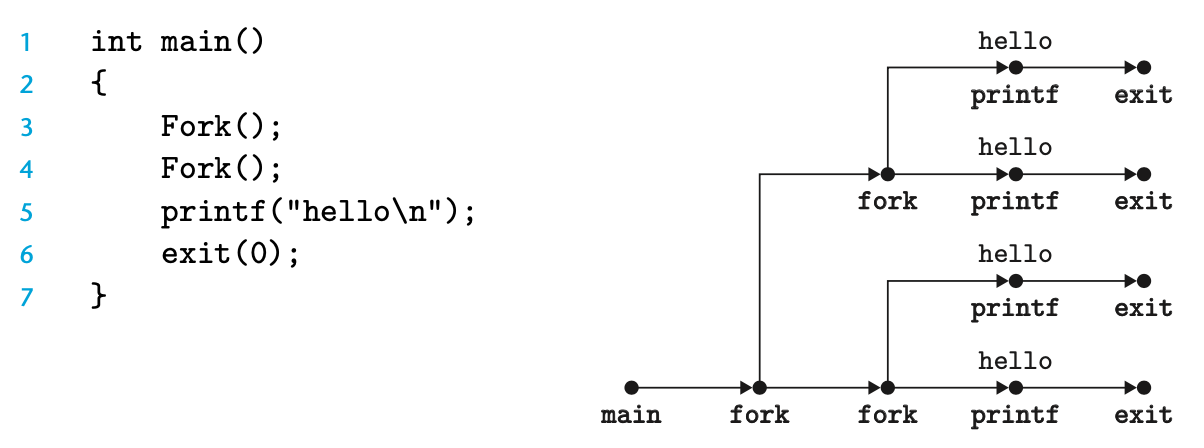 1 int main()
2 {
3 Fork();
4 Fork();
5 printf("hello\n");
6 exit(0);
7 }
hello
printf exit
hello
fork printf exit
hello
printf exit
hello
main fork fork printf exit